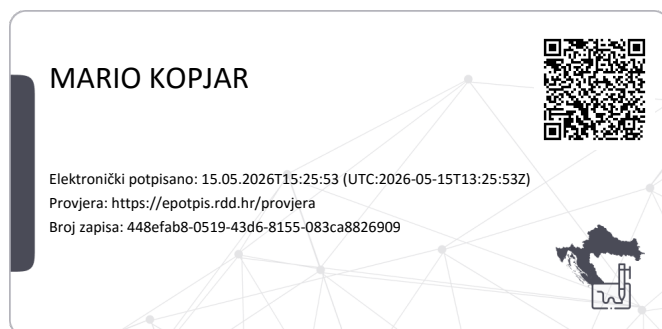 MARIO KOPJAR
Elektronički potpisano: 15.05.2026T15:25:53 (UTC:2026-05-15T13:25:53Z)
Provjera: https://epotpis.rdd.hr/provjera
Broj zapisa: 448efab8-0519-43d6-8155-083ca8826909